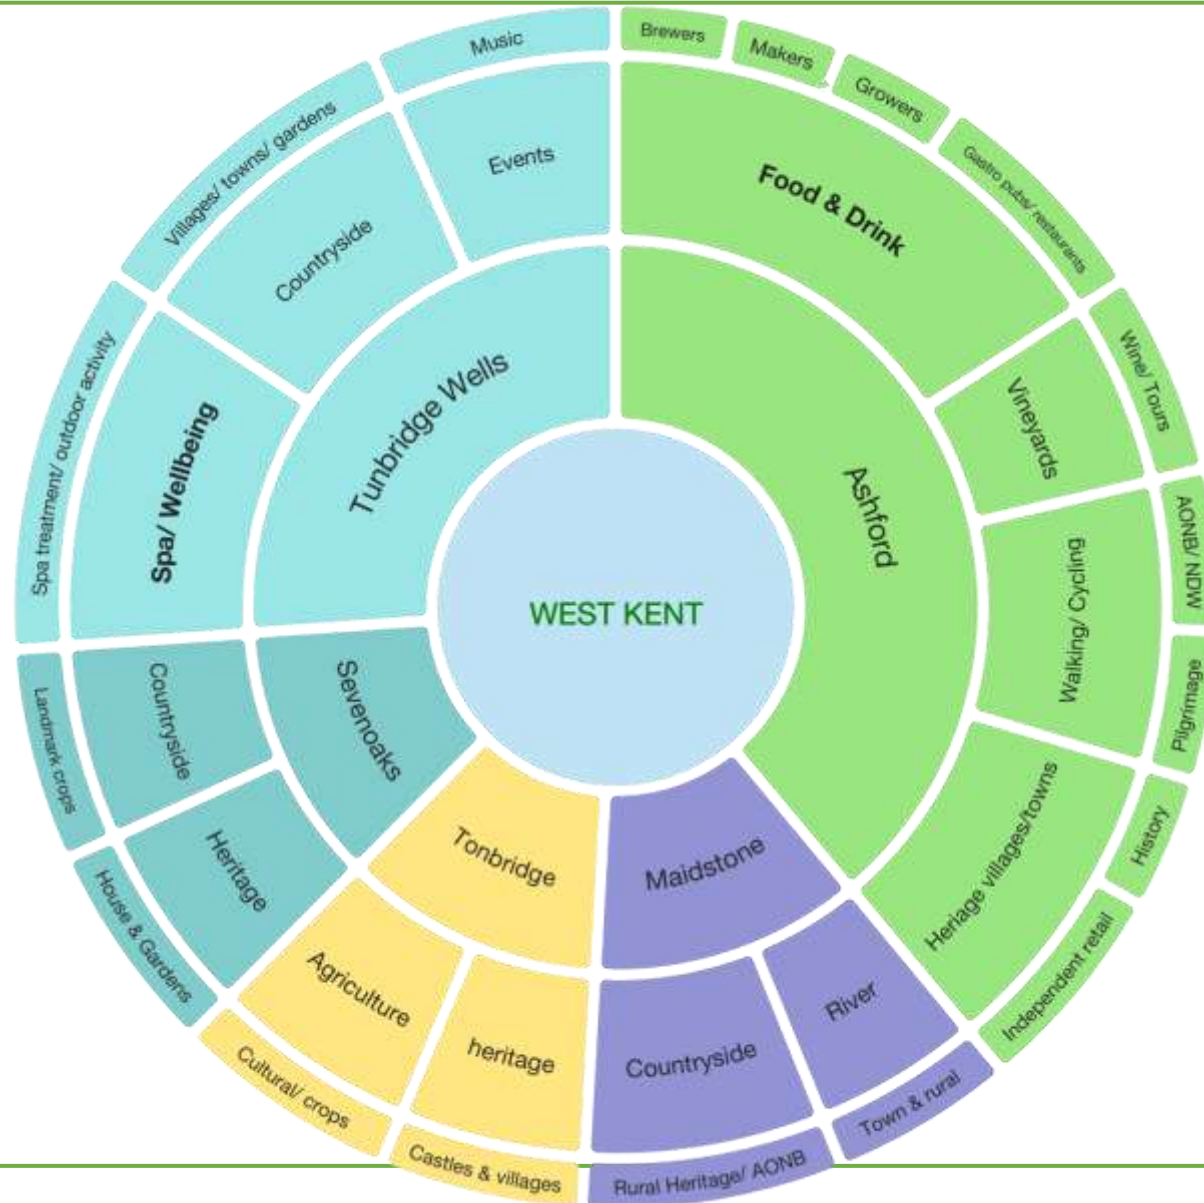 WEST KENT
Ashford
Food & Drink
Brewers
Makers
Growers
Gastro pubs/ restaurants
Vineyards
Wine/ Tours
Walking/ Cycling
AONB/ NDW
Pilgrimage
Heriage villages/towns
History
Independent retail
Maidstone
River
Town & rural
Countryside
Rural Heritage/ AONB
Tonbridge
heritage
Castles & villages
Agriculture
Cultural/ crops
Sevenoaks
Heritage
House & Gardens
Countryside
Landmark crops
Tunbridge Wells
Spa/ Wellbeing
Spa treatment/ outdoor activity
Countryside
Villages/ towns/ gardens
Events
Music